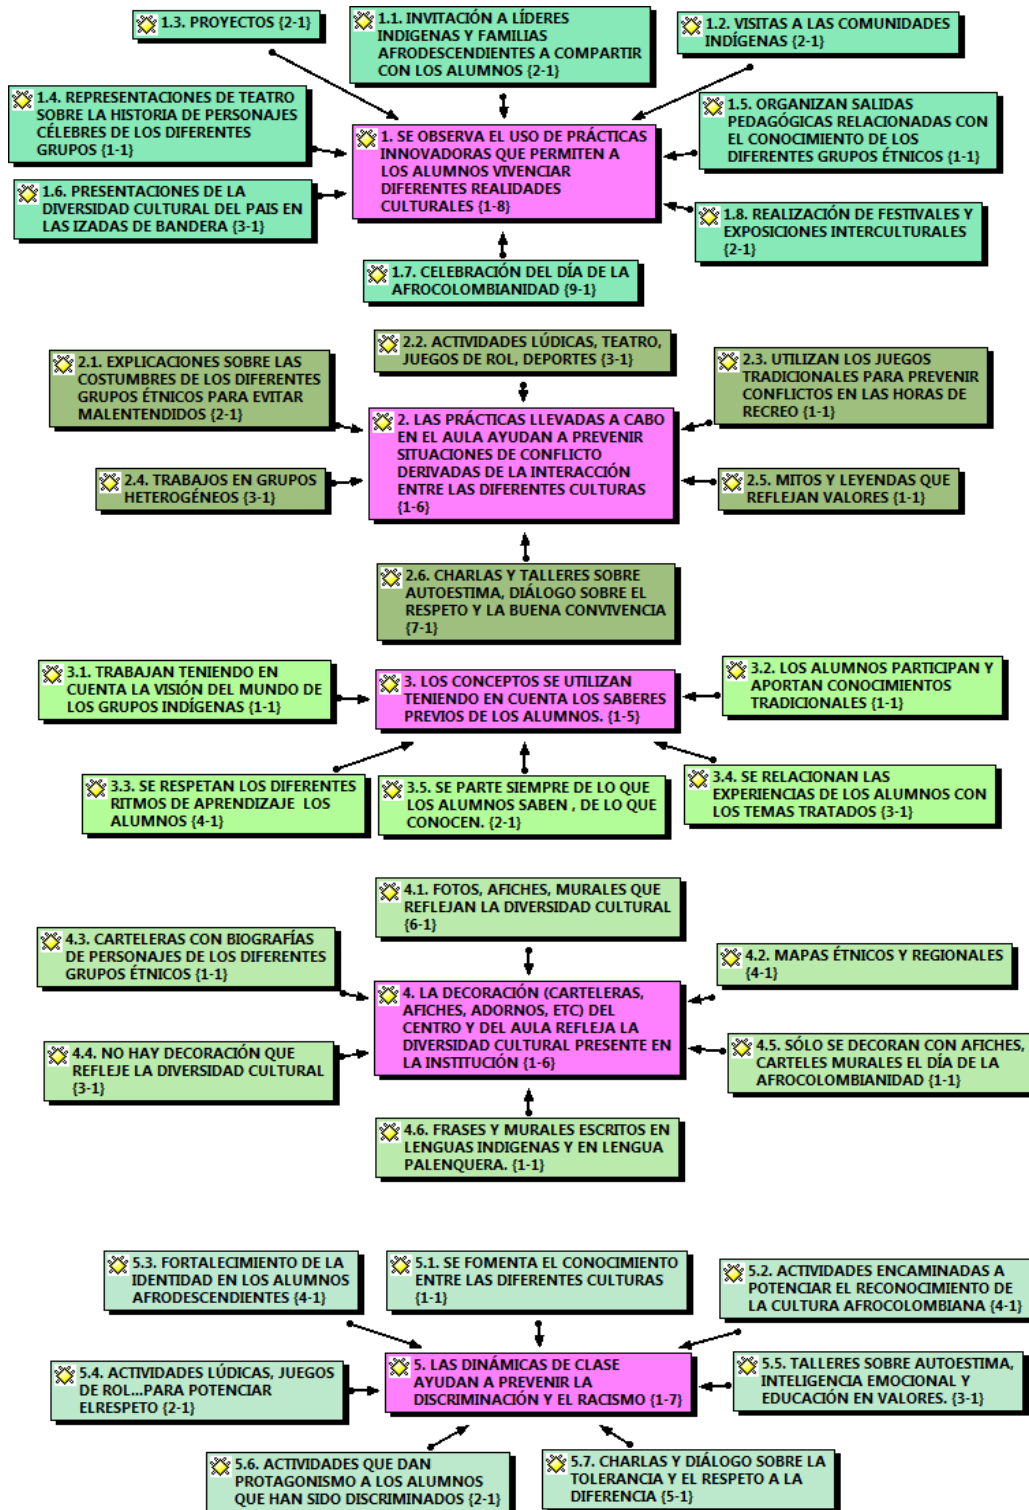 1.3. PROYECTOS {2-1}
1.1. INVITACIÓN A LÍDERES
INDIGENAS Y FAMILIAS
AFRODESCENDIENTES A COMPARTIR
CON LOS ALUMNOS {2-1}
1.2. VISITAS A LAS COMUNIDADES
INDÍGENAS {2-1}
1.4. REPRESENTACIONES DE TEATRO
SOBRE LA HISTORIA DE PERSONAJES
CÉLEBRES DE LOS DIFERENTES
GRUPOS {1-1}
1.5. ORGANIZAN SALIDAS
PEDAGÓGICAS RELACIONADAS CON
EL CONOCIMIENTO DE LOS
DIFERENTES GRUPOS ÉTNICOS {1-1}
1. SE OBSERVA EL USO DE PRÁCTICAS
INNOVADORAS QUE PERMITEN A
LOS ALUMNOS VIVENCIAR
DIFERENTES REALIDADES
CULTURALES {1-8}
1.6. PRESENTACIONES DE LA
DIVERSIDAD CULTURAL DEL PAIS EN
LAS IZADAS DE BANDERA {3-1}
1.8. REALIZACIÓN DE FESTIVALES Y
EXPOSICIONES INTERCULTURALES
{2-1}
1.7. CELEBRACIÓN DEL DÍA DE LA
AFROCOLOMBIANIDAD {9-1}
2.2. ACTIVIDADES LÚDICAS, TEATRO,
JUEGOS DE ROL, DEPORTES {3-1}
2.1. EXPLICACIONES SOBRE LAS
COSTUMBRES DE LOS DIFERENTES
GRUPOS ÉTNICOS PARA EVITAR
MALENTENDIDOS {2-1}
2.3. UTILIZAN LOS JUEGOS
TRADICIONALES PARA PREVENIR
CONFLICTOS EN LAS HORAS DE
RECREO {1-1}
2. LAS PRÁCTICAS LLEVADAS A CABO
EN EL AULA AYUDAN A PREVENIR
SITUACIONES DE CONFLICTO
DERIVADAS DE LA INTERACCIÓN
ENTRE LAS DIFERENTES CULTURAS
{1-6}
2.4. TRABAJOS EN GRUPOS
HETEROGÉNEOS {3-1}
2.5. MITOS Y LEYENDAS QUE
REFLEJAN VALORES {1-1}
2.6. CHARLAS Y TALLERES SOBRE
AUTOESTIMA, DIÁLOGO SOBRE EL
RESPETO Y LA BUENA CONVIVENCIA
{7-1}
3.1. TRABAJAN TENIENDO EN
CUENTA LA VISIÓN DEL MUNDO DE
LOS GRUPOS INDÍGENAS {1-1}
3. LOS CONCEPTOS SE UTILIZAN
TENIENDO EN CUENTA LOS SABERES
PREVIOS DE LOS ALUMNOS. {1-5}
3.2. LOS ALUMNOS PARTICIPAN Y
APORTAN CONOCIMIENTOS
TRADICIONALES {1-1}
3.3. SE RESPETAN LOS DIFERENTES
RITMOS DE APRENDIZAJE LOS
ALUMNOS {4-1}
3.5. SE PARTE SIEMPRE DE LO QUE
LOS ALUMNOS SABEN , DE LO QUE
CONOCEN. {2-1}
3.4. SE RELACIONAN LAS
EXPERIENCIAS DE LOS ALUMNOS CON
LOS TEMAS TRATADOS {3-1}
4.1. FOTOS, AFICHES, MURALES QUE
REFLEJAN LA DIVERSIDAD CULTURAL
{6-1}
4.3. CARTELERAS CON BIOGRAFÍAS
DE PERSONAJES DE LOS DIFERENTES
GRUPOS ÉTNICOS {1-1}
4.2. MAPAS ÉTNICOS Y REGIONALES
{4-1}
4. LA DECORACIÓN (CARTELERAS,
AFICHES, ADORNOS, ETC) DEL
CENTRO Y DEL AULA REFLEJA LA
DIVERSIDAD CULTURAL PRESENTE EN
LA INSTITUCIÓN {1-6}
4.4. NO HAY DECORACIÓN QUE
REFLEJE LA DIVERSIDAD CULTURAL
{3-1}
4.5. SÓLO SE DECORAN CON AFICHES,
CARTELES MURALES EL DÍA DE LA
AFROCOLOMBIANIDAD {1-1}
4.6. FRASES Y MURALES ESCRITOS EN
LENGUAS INDIGENAS Y EN LENGUA
PALENQUERA. {1-1}
5.3. FORTALECIMIENTO DE LA
IDENTIDAD EN LOS ALUMNOS
AFRODESCENDIENTES {4-1}
5.1. SE FOMENTA EL CONOCIMIENTO
ENTRE LAS DIFERENTES CULTURAS
{1-1}
5.2. ACTIVIDADES ENCAMINADAS A
POTENCIAR EL RECONOCIMIENTO DE
LA CULTURA AFROCOLOMBIANA {4-1}
5. LAS DINÁMICAS DE CLASE
AYUDAN A PREVENIR LA
DISCRIMINACIÓN Y EL RACISMO {1-7}
5.4. ACTIVIDADES LÚDICAS, JUEGOS
DE ROL...PARA POTENCIAR
ELRESPETO {2-1}
5.5. TALLERES SOBRE AUTOESTIMA,
INTELIGENCIA EMOCIONAL Y
EDUCACIÓN EN VALORES. {3-1}
5.6. ACTIVIDADES QUE DAN
PROTAGONISMO A LOS ALUMNOS
QUE HAN SIDO DISCRIMINADOS {2-1}
5.7. CHARLAS Y DIÁLOGO SOBRE LA
TOLERANCIA Y EL RESPETO A LA
DIFERENCIA {5-1}